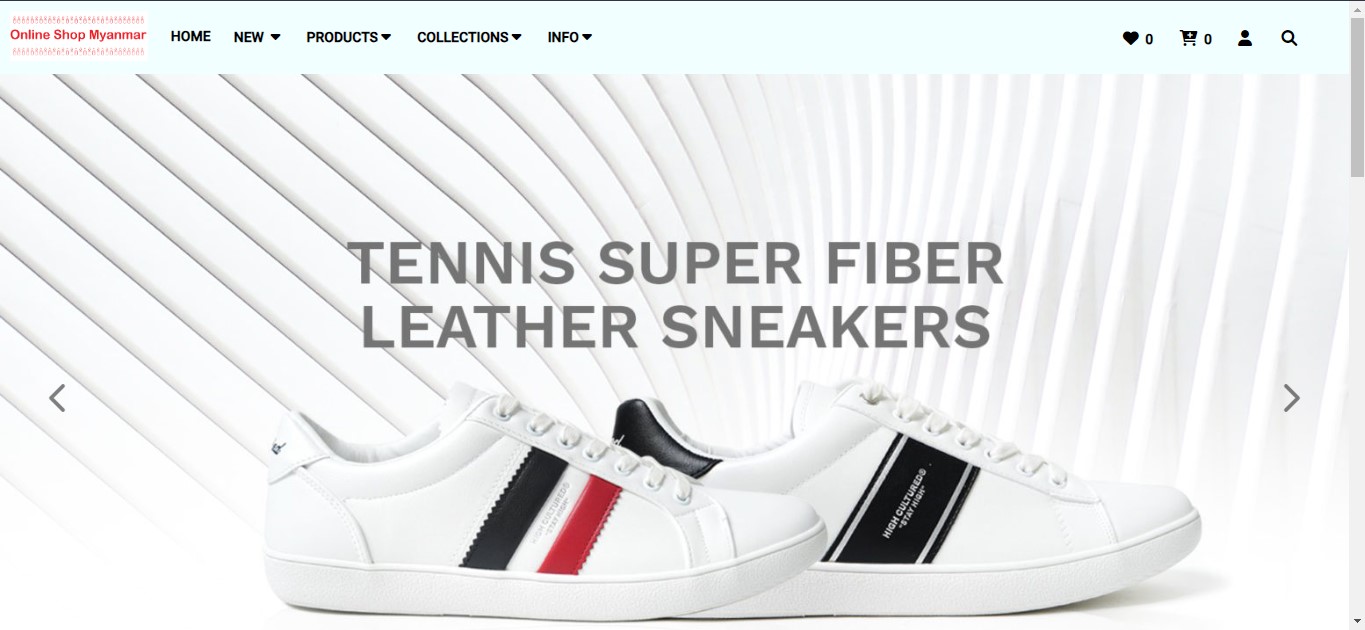 Online Shop Myanmar
HOME
NEW
PRODUCTS
COLLECTIONS
INFO
0
0
TENNIS SUPER FIBER
LEATHER SNEAKERS
HIGH CULTURED®
"STAY HIGH"
HIGH CULTURED®
"STAY HIGH"